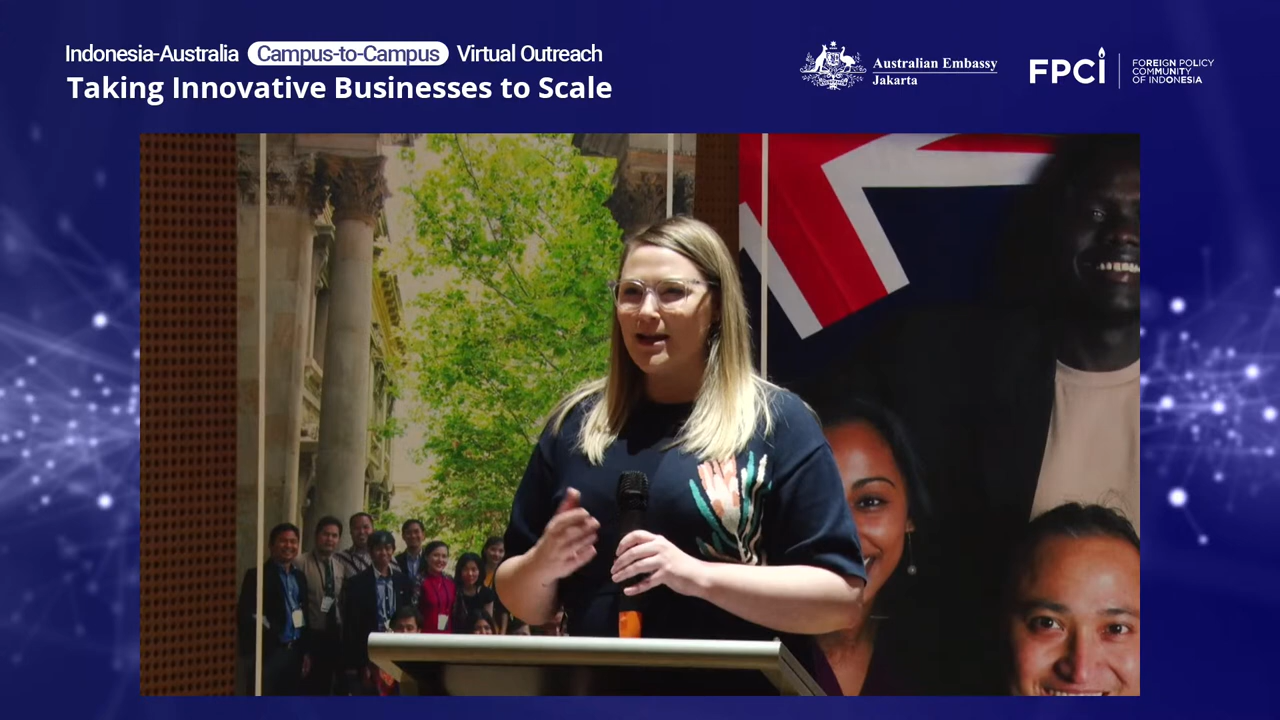 Indonesia-Australia Campus-to-Campus Virtual Outreach
Taking Innovative Businesses to Scale
Australian Embassy
Jakarta
FPCI
FOREIGN POLICY
COMMUNITY
OF INDONESIA